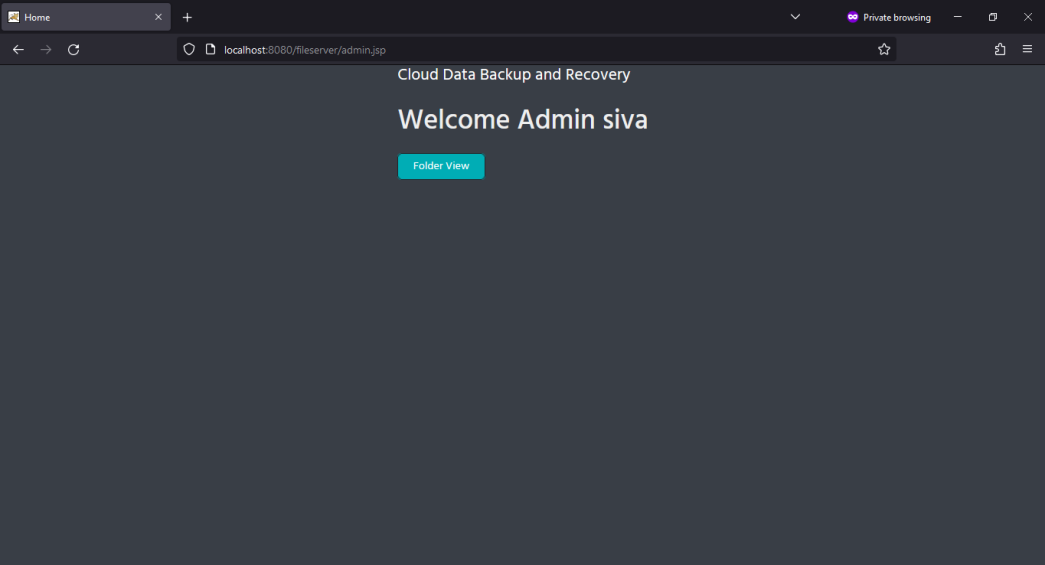 Home
Private browsing
localhost:8080/fileserver/admin.jsp
Cloud Data Backup and Recovery
Welcome Admin siva
Folder View